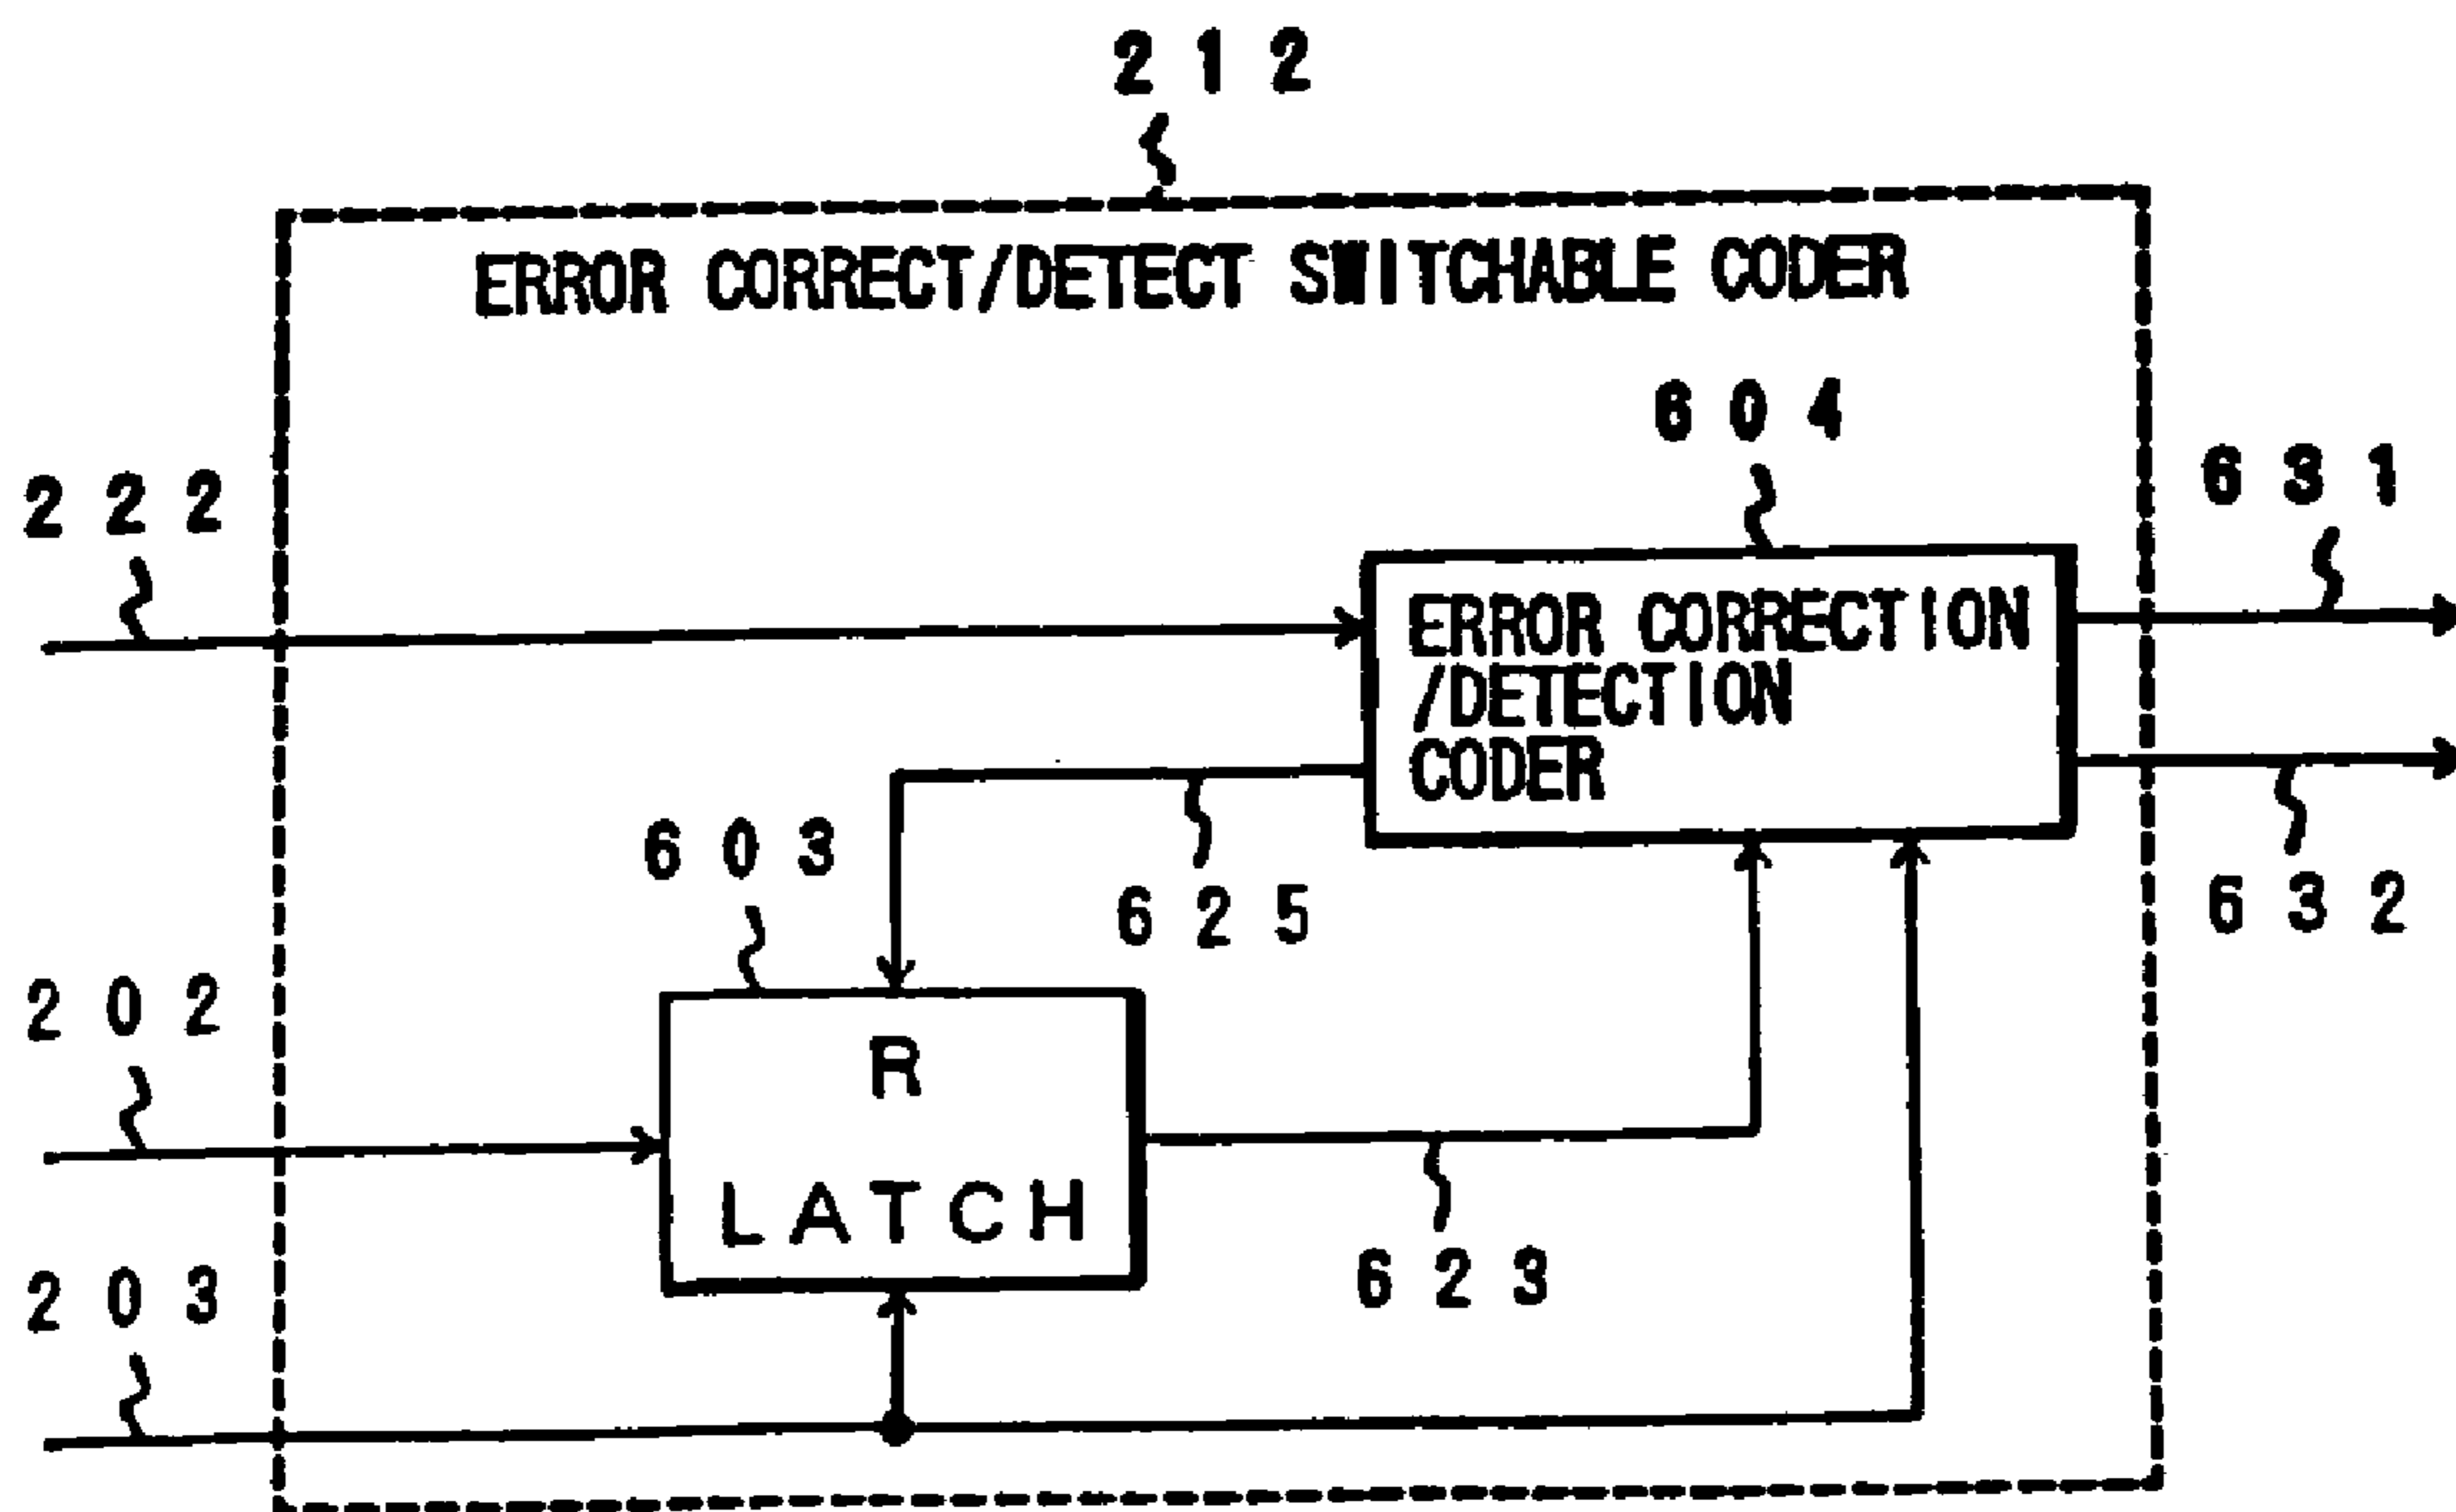 212
ERROR CORRECT/DETECT SWITCHABLE CODER
604
631
222
ERROR CORRECTION
/DETECTION
CODER
603
625
632
202
R
LATCH
623
203